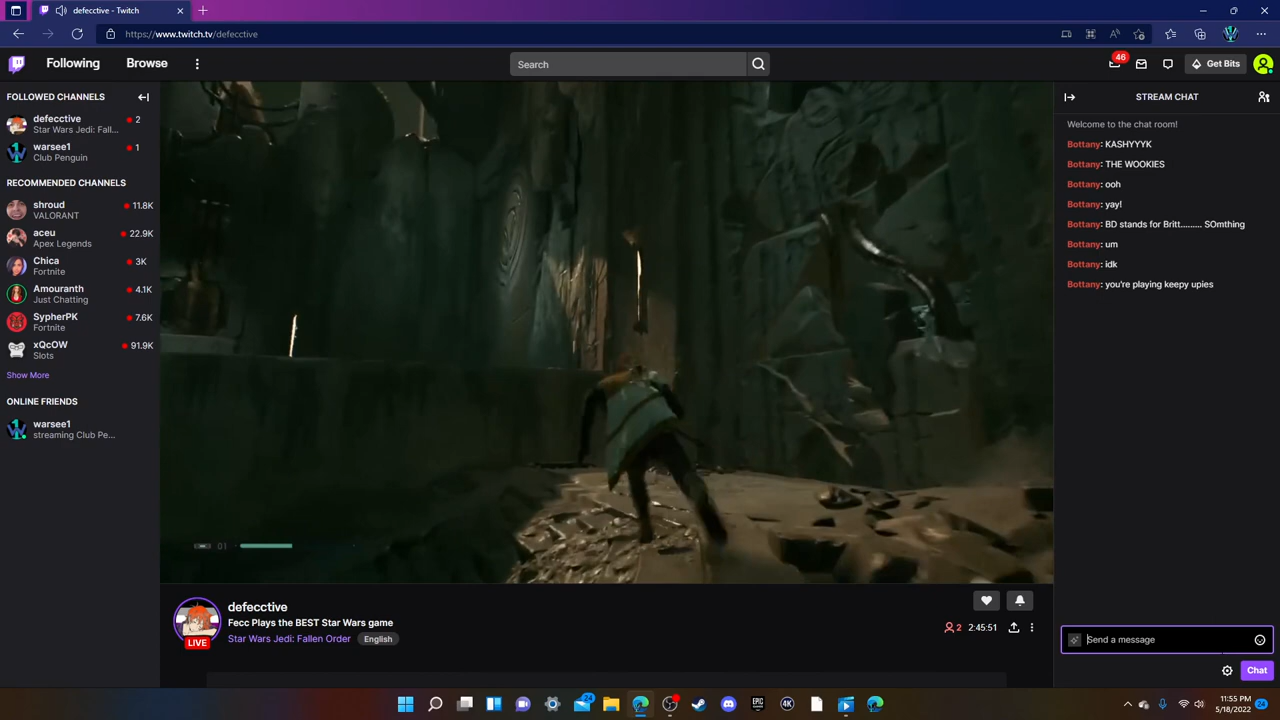 defecctive - Twitch
https://www.twitch.tv/defecctive
Following
Browse
Search
46
Get Bits
FOLLOWED CHANNELS
defecctive
2
Star Wars Jedi: Fall...
warsee1
1
Club Penguin
RECOMMENDED CHANNELS
shroud
11.8K
VALORANT
aceu
22.9K
Apex Legends
Chica
3K
Fortnite
Amouranth
4.1K
Just Chatting
SypherPK
7.6K
Fortnite
xQcOW
91.9K
Slots
Show More
ONLINE FRIENDS
warsee1
streaming Club Pe...
01
defecctive
Fecc Plays the BEST Star Wars game
Star Wars Jedi: Fallen Order
English
LIVE
2
2:45:51
STREAM CHAT
Welcome to the chat room!
Bottany: KASHYYYK
Bottany: THE WOOKIES
Bottany: ooh
Bottany: yay!
Bottany: BD stands for Britt......... SOmthing
Bottany: um
Bottany: idk
Bottany: you're playing keepy upies
Send a message
Chat
24
EPIC
4K
11:55 PM
5/18/2022
24